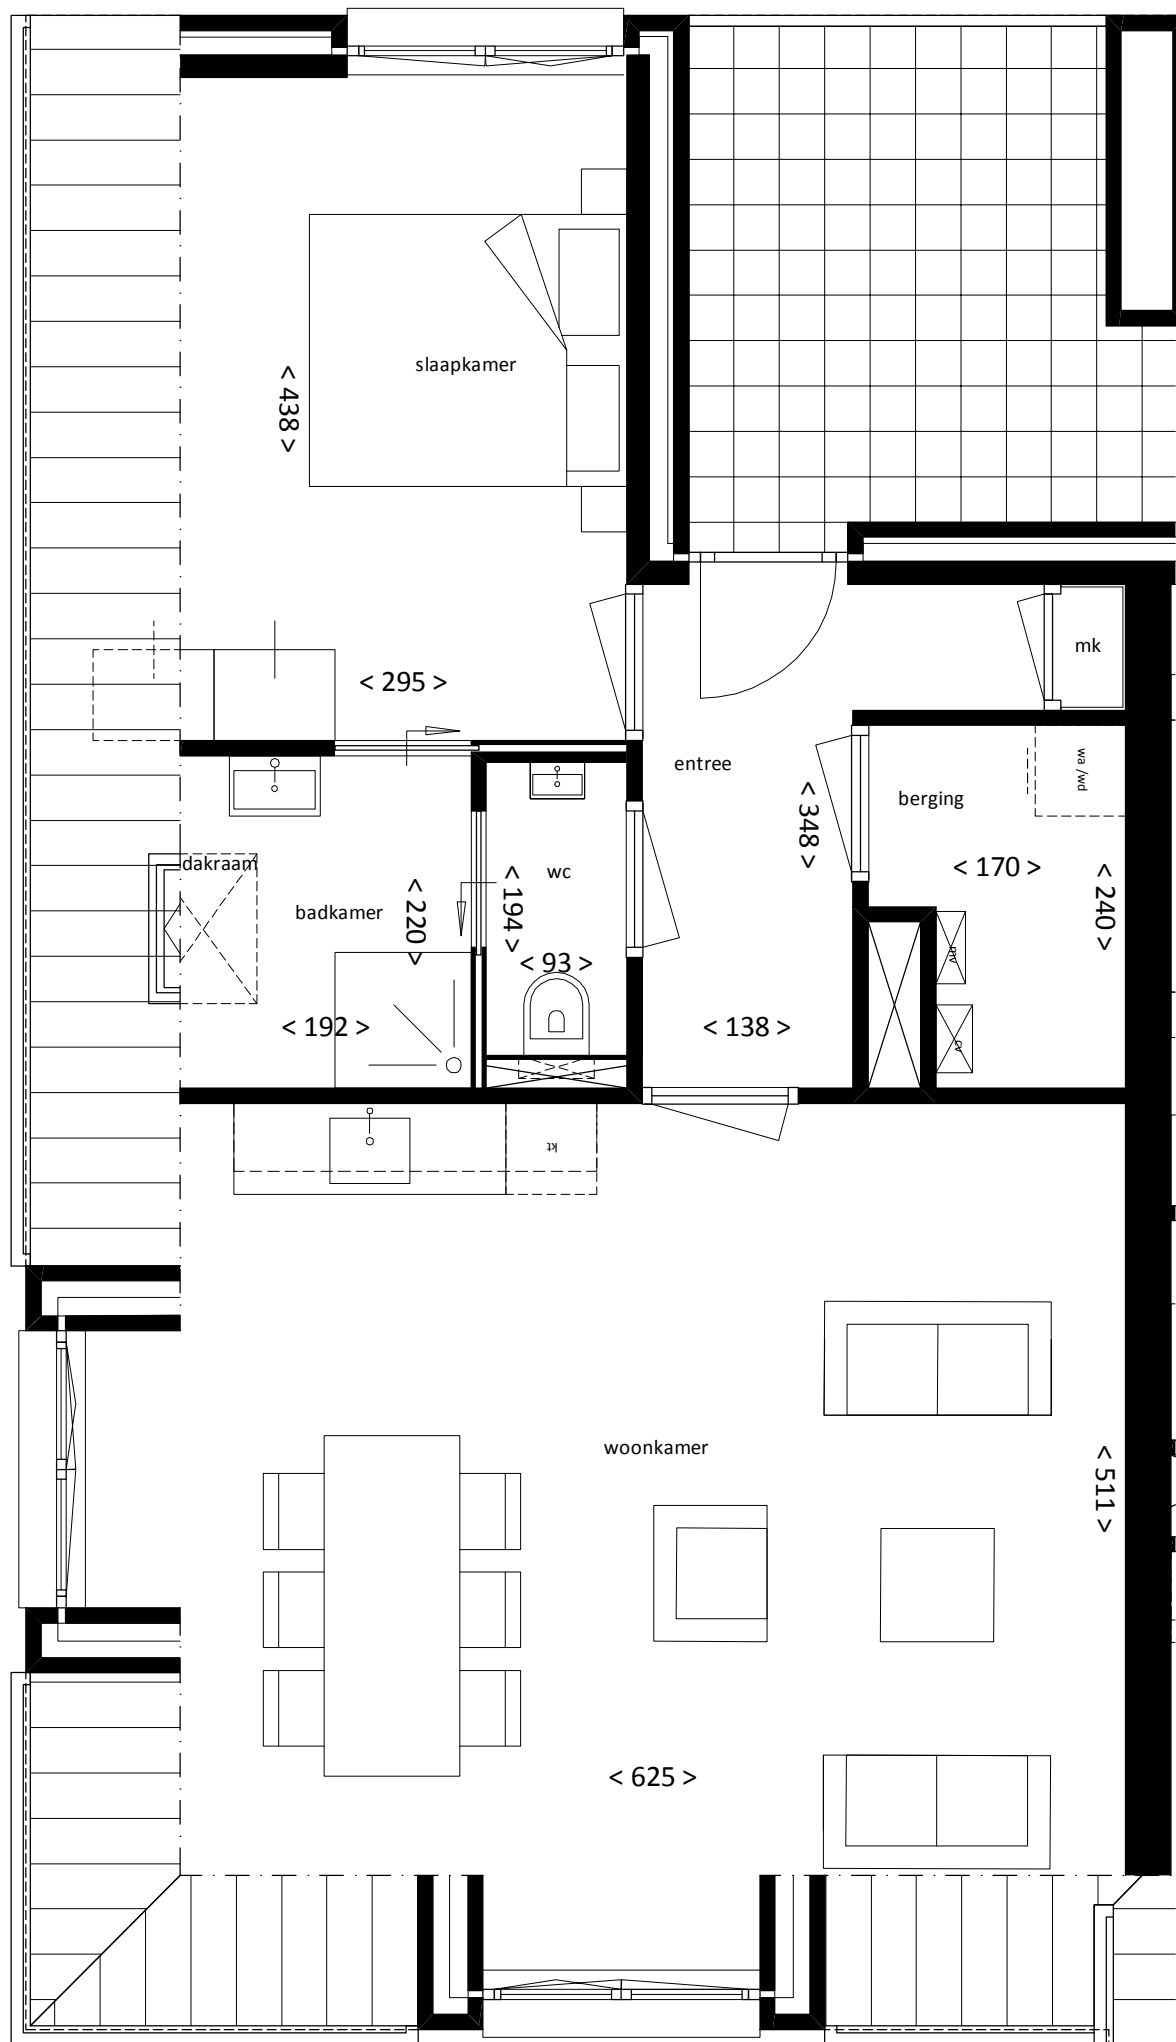 slaapkamer
< 438 >
< 295 >
mk
entree
wa /wd
berging
< 348 >
< 170 >
< 240 >
dakraam
badkamer
< 220 >
wc
< 194 >
< 93 >
mv
< 192 >
< 138 >
cv
kt
woonkamer
< 511 >
< 625 >